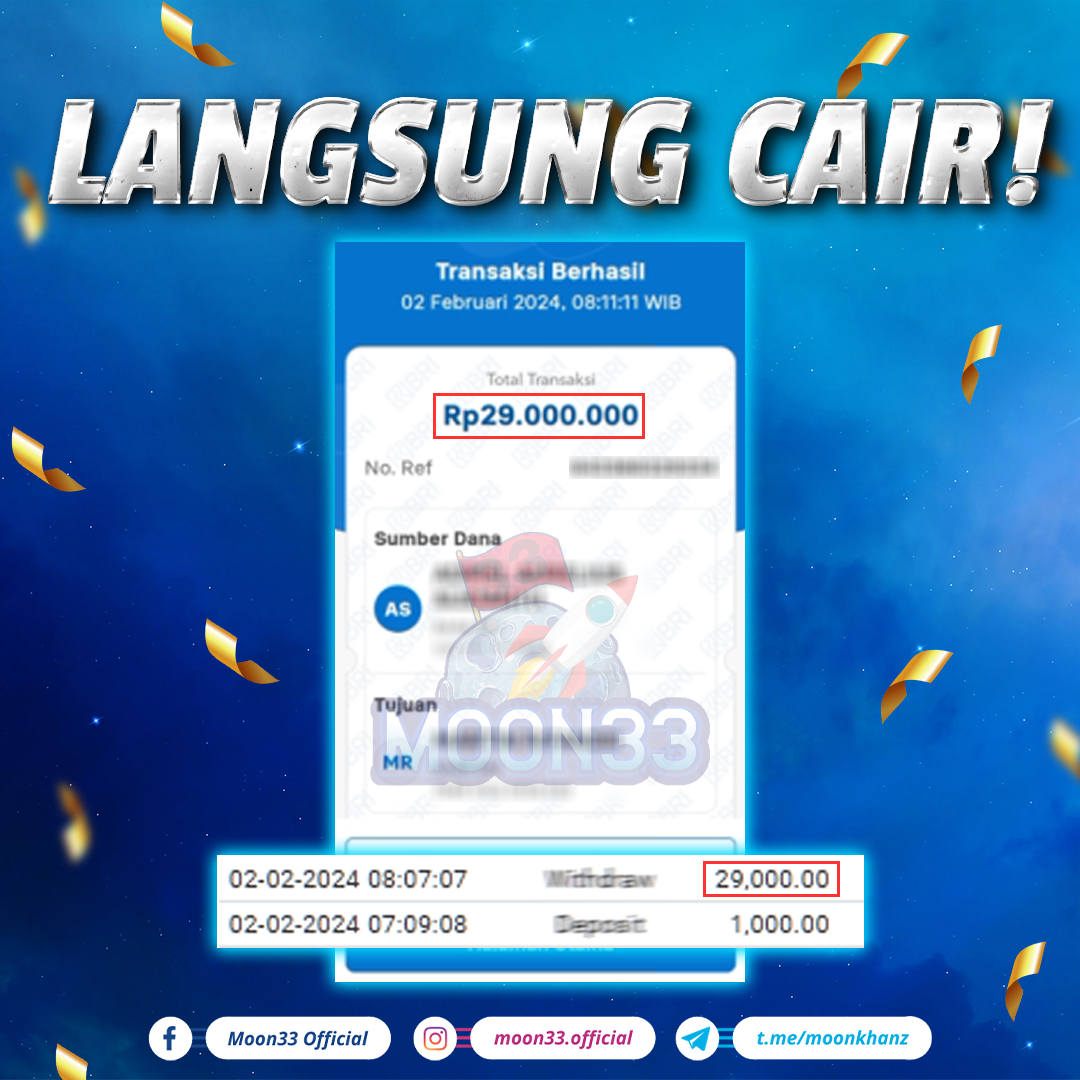 LANGSUNG CAIR!
Transaksi Berhasil
02 Februari 2024, 08:11:11 WIB
Total Transaksi
Rp29.000.000
No. Ref
Sumber Dana
AS
Tujuan
MOON33
MR
02-02-2024 08:07:07 Withdraw 29,000.00
02-02-2024 07:09:08 Deposit 1,000.00
Moon33 Official
moon33.official
t.me/moonkhanz